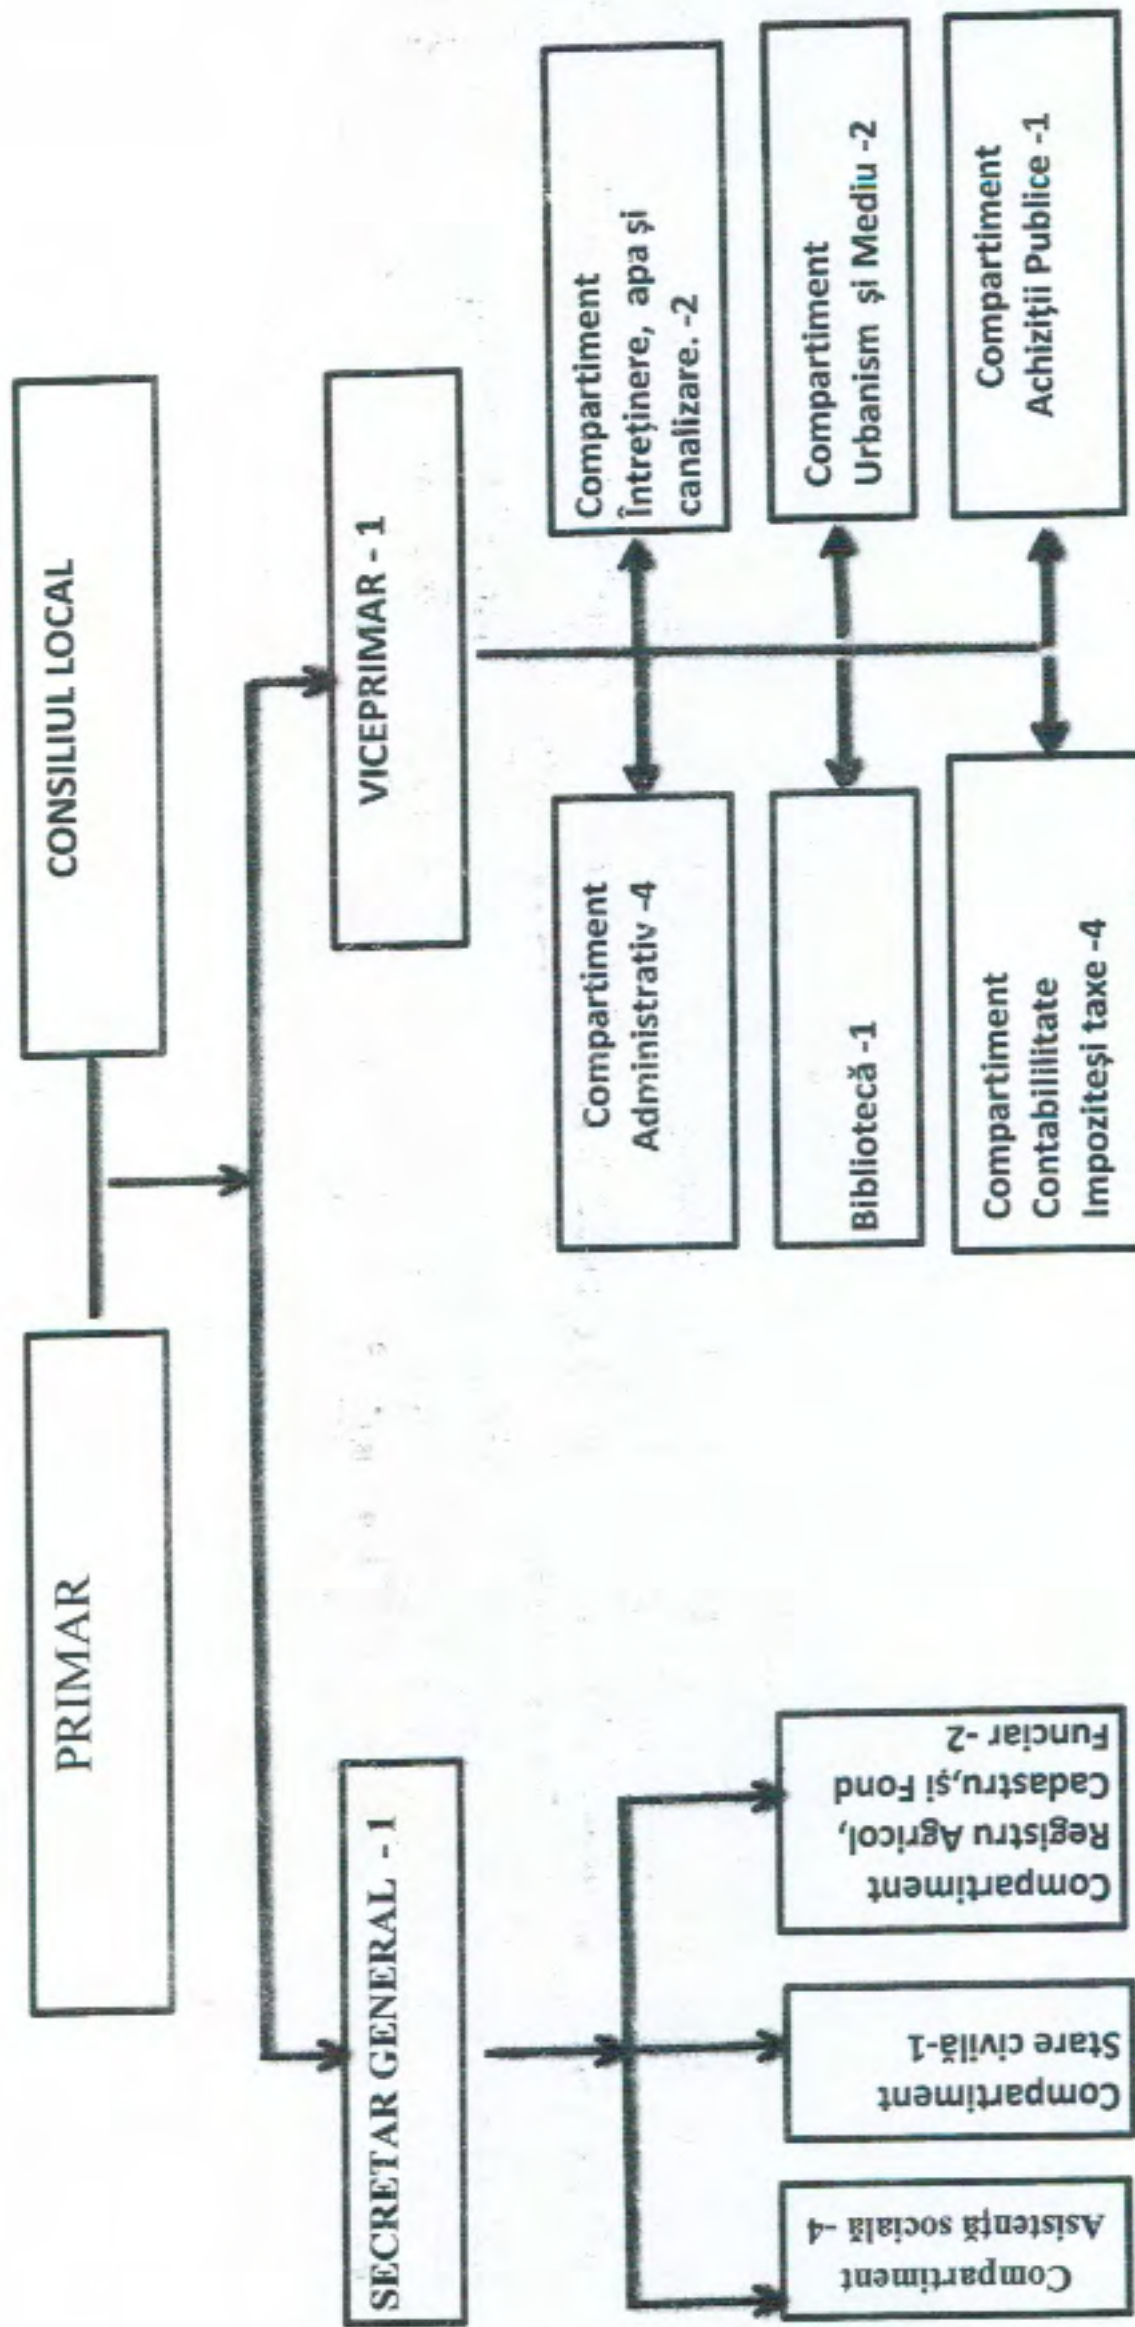 PRIMAR
CONSILIUL LOCAL
SECRETAR GENERAL - 1
VICEPRIMAR - 1
Compartiment
Administrativ -4
Compartiment
Întreținere, apa și
canalizare. -2
Bibliotecă -1
Compartiment
Urbanism și Mediu -2
Compartiment
Contabililitate
Impoziteși taxe -4
Compartiment
Achiziții Publice -1
Compartiment
Asistență socială -4
Compartiment
Stare civilă-1
Compartiment
Registru Agricol,
Cadastru,și Fond
Funciar -2